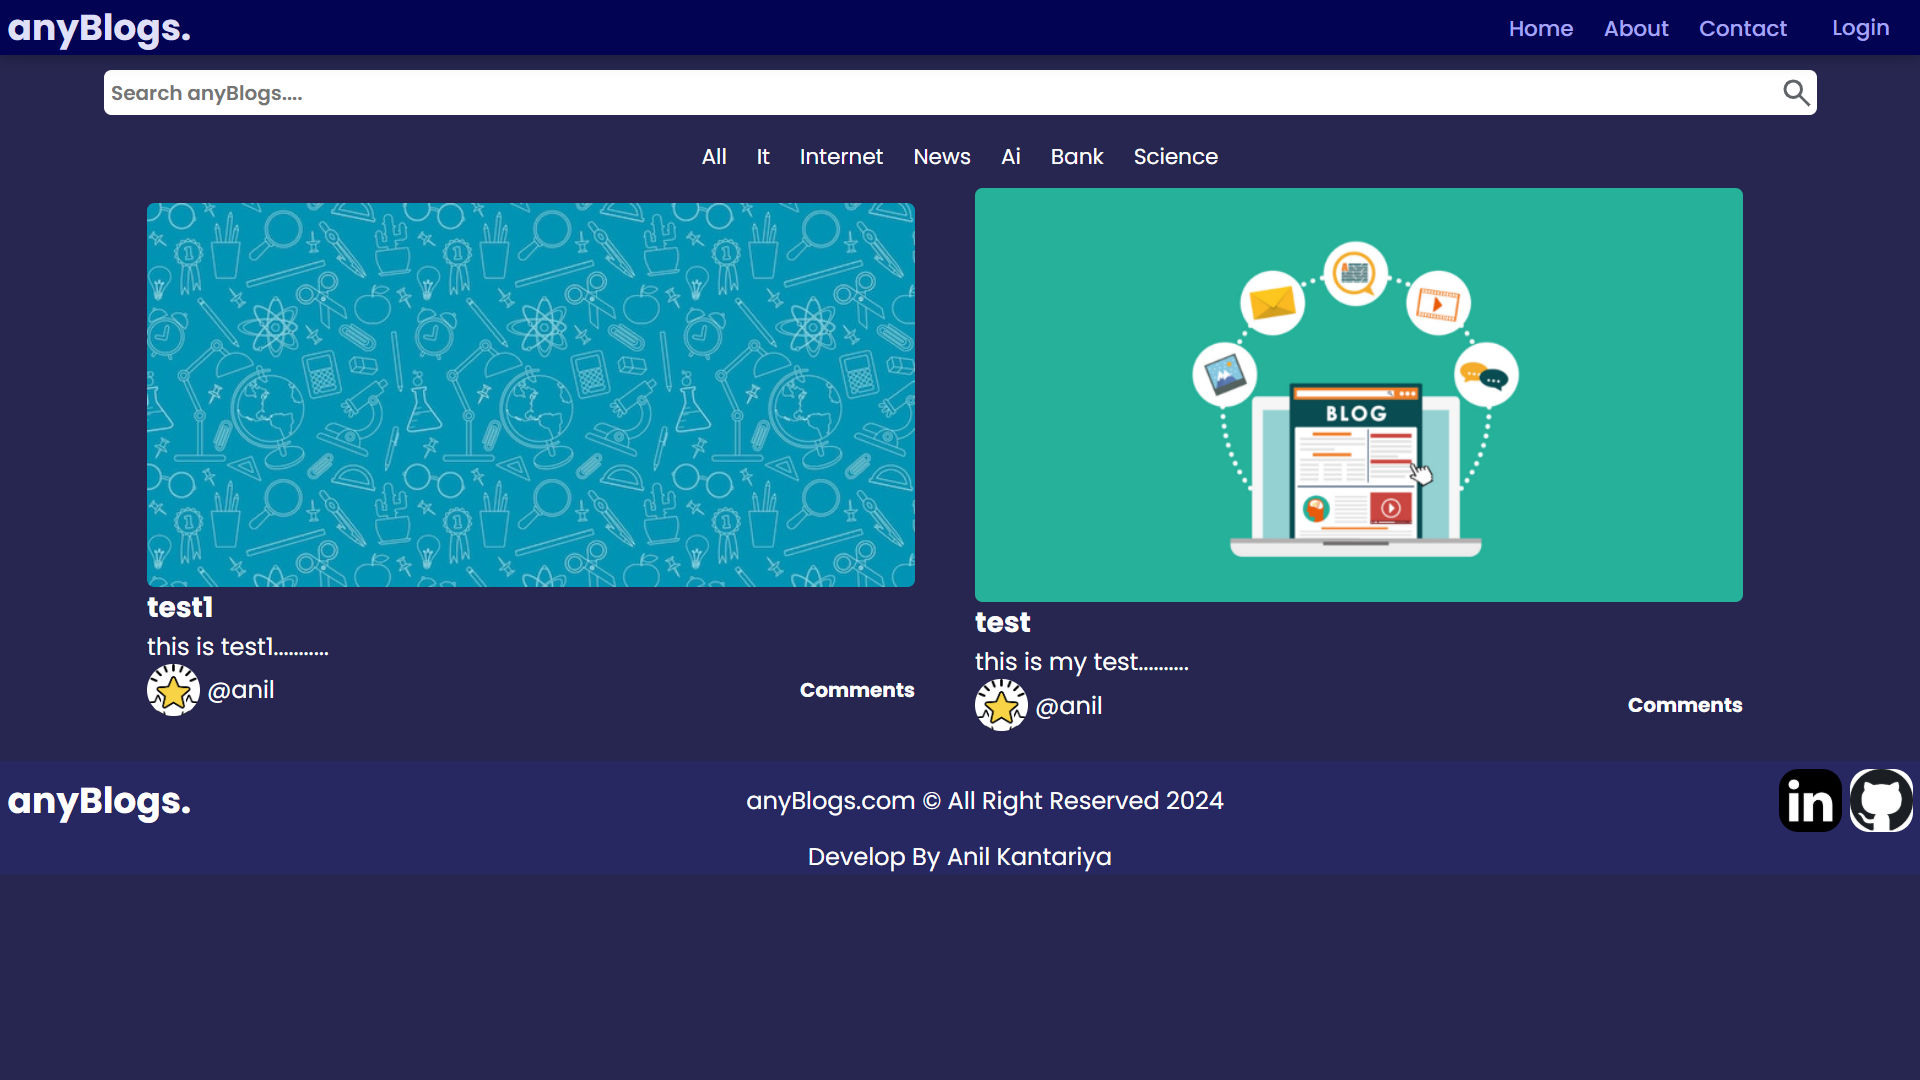 anyBlogs.
Home About Contact Login
Search anyBlogs....
All It Internet News Ai Bank Science
BLOG
test1
this is test1...........
@anil
Comments
test
this is my test..........
@anil
Comments
anyBlogs.
anyBlogs.com © All Right Reserved 2024
in
Develop By Anil Kantariya